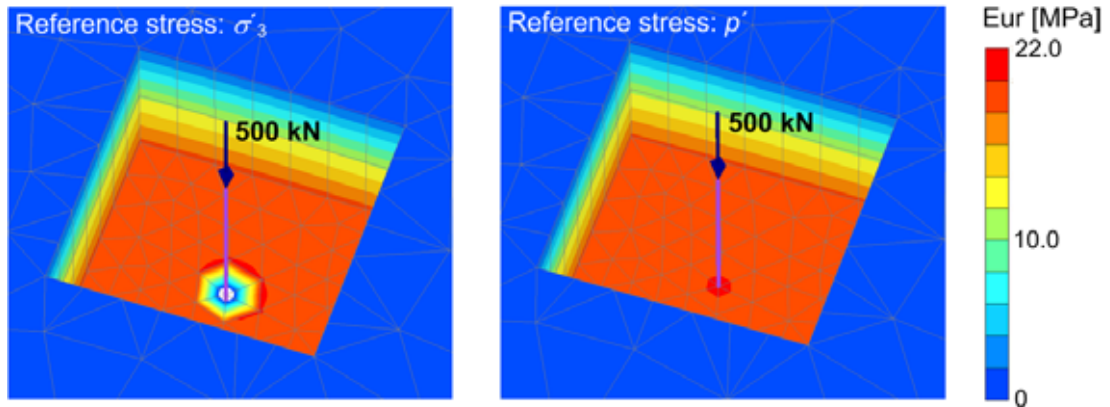 Reference stress: σ´3
500 kN
Reference stress: p´
500 kN
Eur [MPa]
22.0
10.0
0